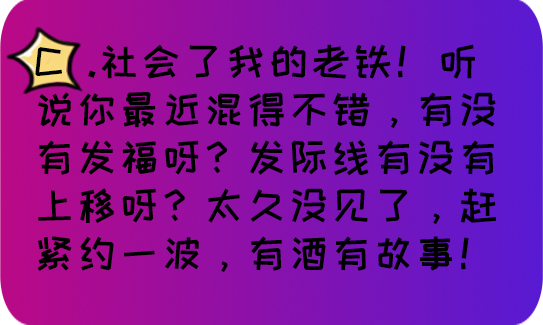 C .社会了我的老铁！听
说你最近混得不错，有没
有发福呀？发际线有没有
上移呀？太久没见了，赶
紧约一波，有酒有故事！